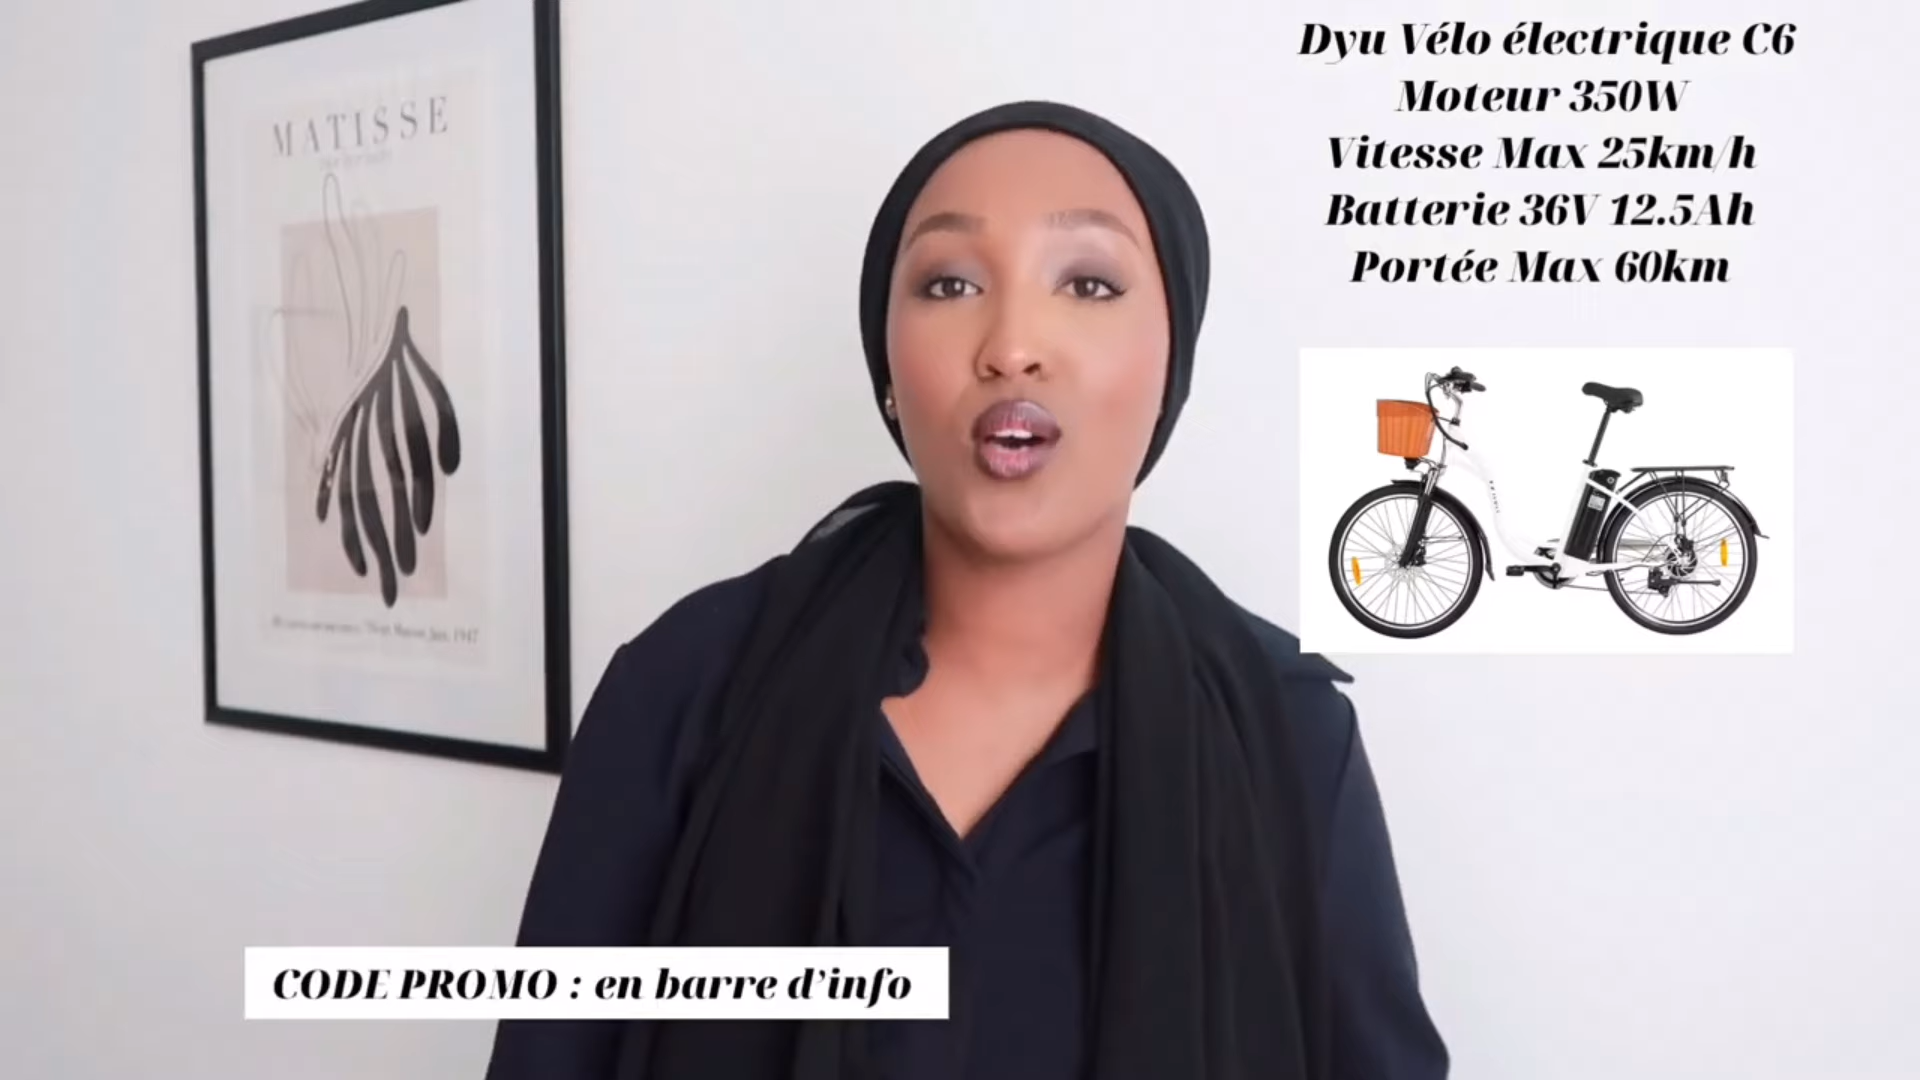 MATISSE
Dyu Vélo électrique C6
Moteur 350W
Vitesse Max 25km/h
Batterie 36V 12.5Ah
Portée Max 60km
CODE PROMO : en barre d'info